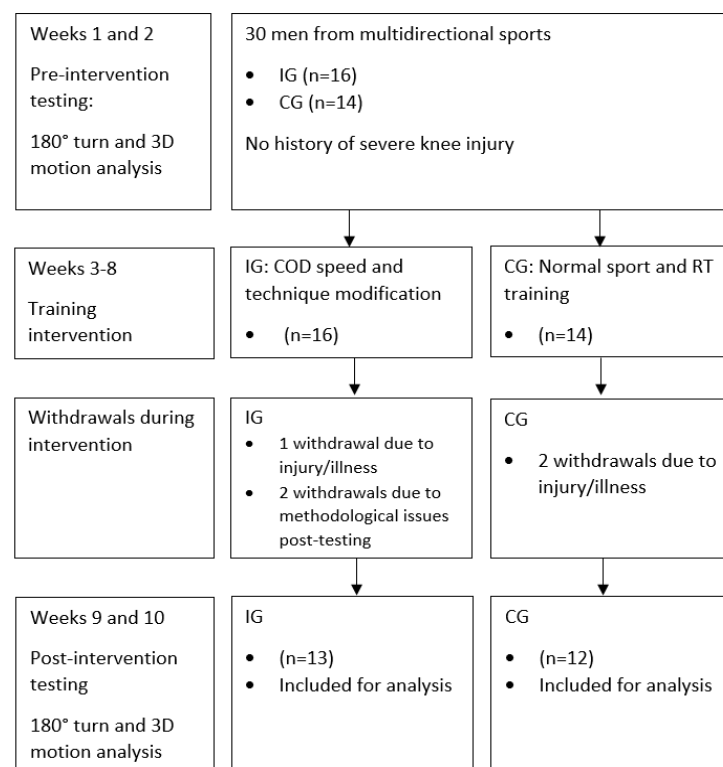 Weeks 1 and 2
Pre-intervention
testing:
180° turn and 3D
motion analysis
30 men from multidirectional sports
• IG (n=16)
• CG (n=14)
No history of severe knee injury
Weeks 3-8
Training
intervention
IG: COD speed and
technique modification
• (n=16)
CG: Normal sport and RT
training
• (n=14)
Withdrawals during
intervention
IG
• 1 withdrawal due to
injury/illness
• 2 withdrawals due to
methodological issues
post-testing
CG
• 2 withdrawals due to
injury/illness
Weeks 9 and 10
Post-intervention
testing
180° turn and 3D
motion analysis
IG
• (n=13)
• Included for analysis
CG
• (n=12)
• Included for analysis